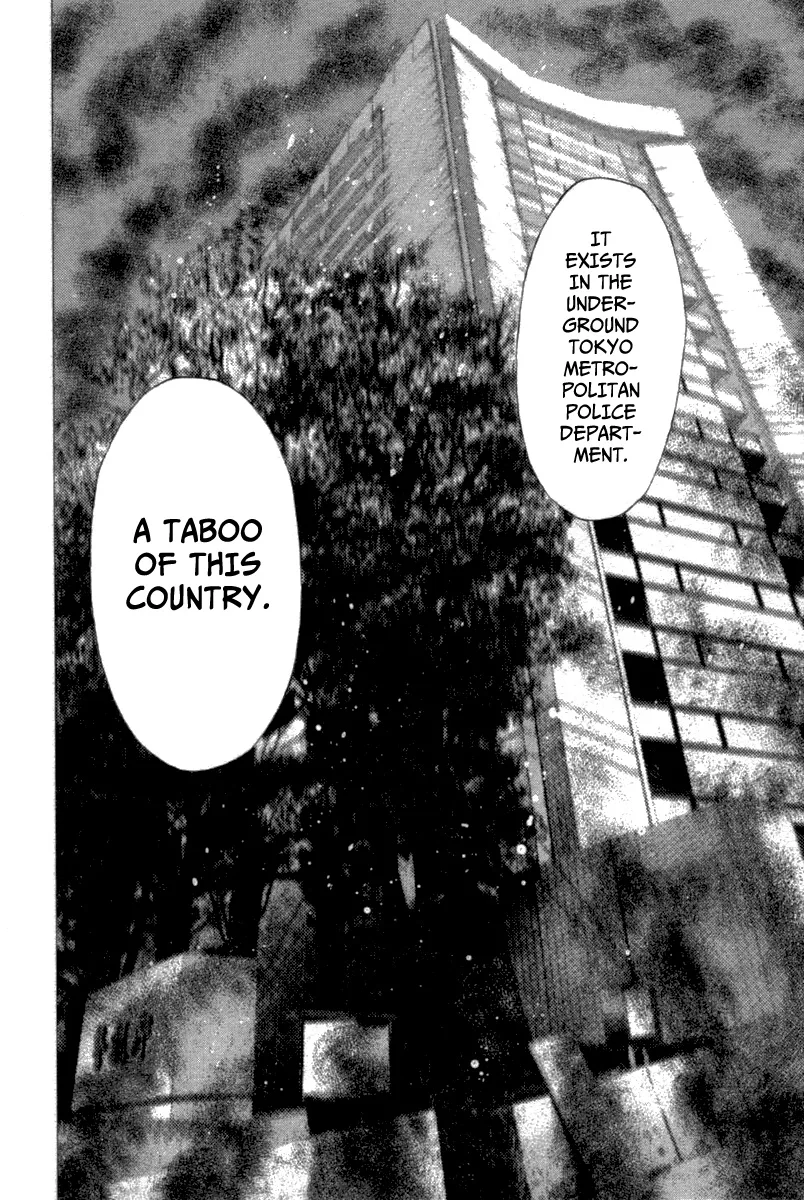 IT
EXISTS
IN THE
UNDER-
GROUND
TOKYO
METRO-
POLITAN
POLICE
DEPART-
MENT.
A TABOO
OF THIS
COUNTRY.